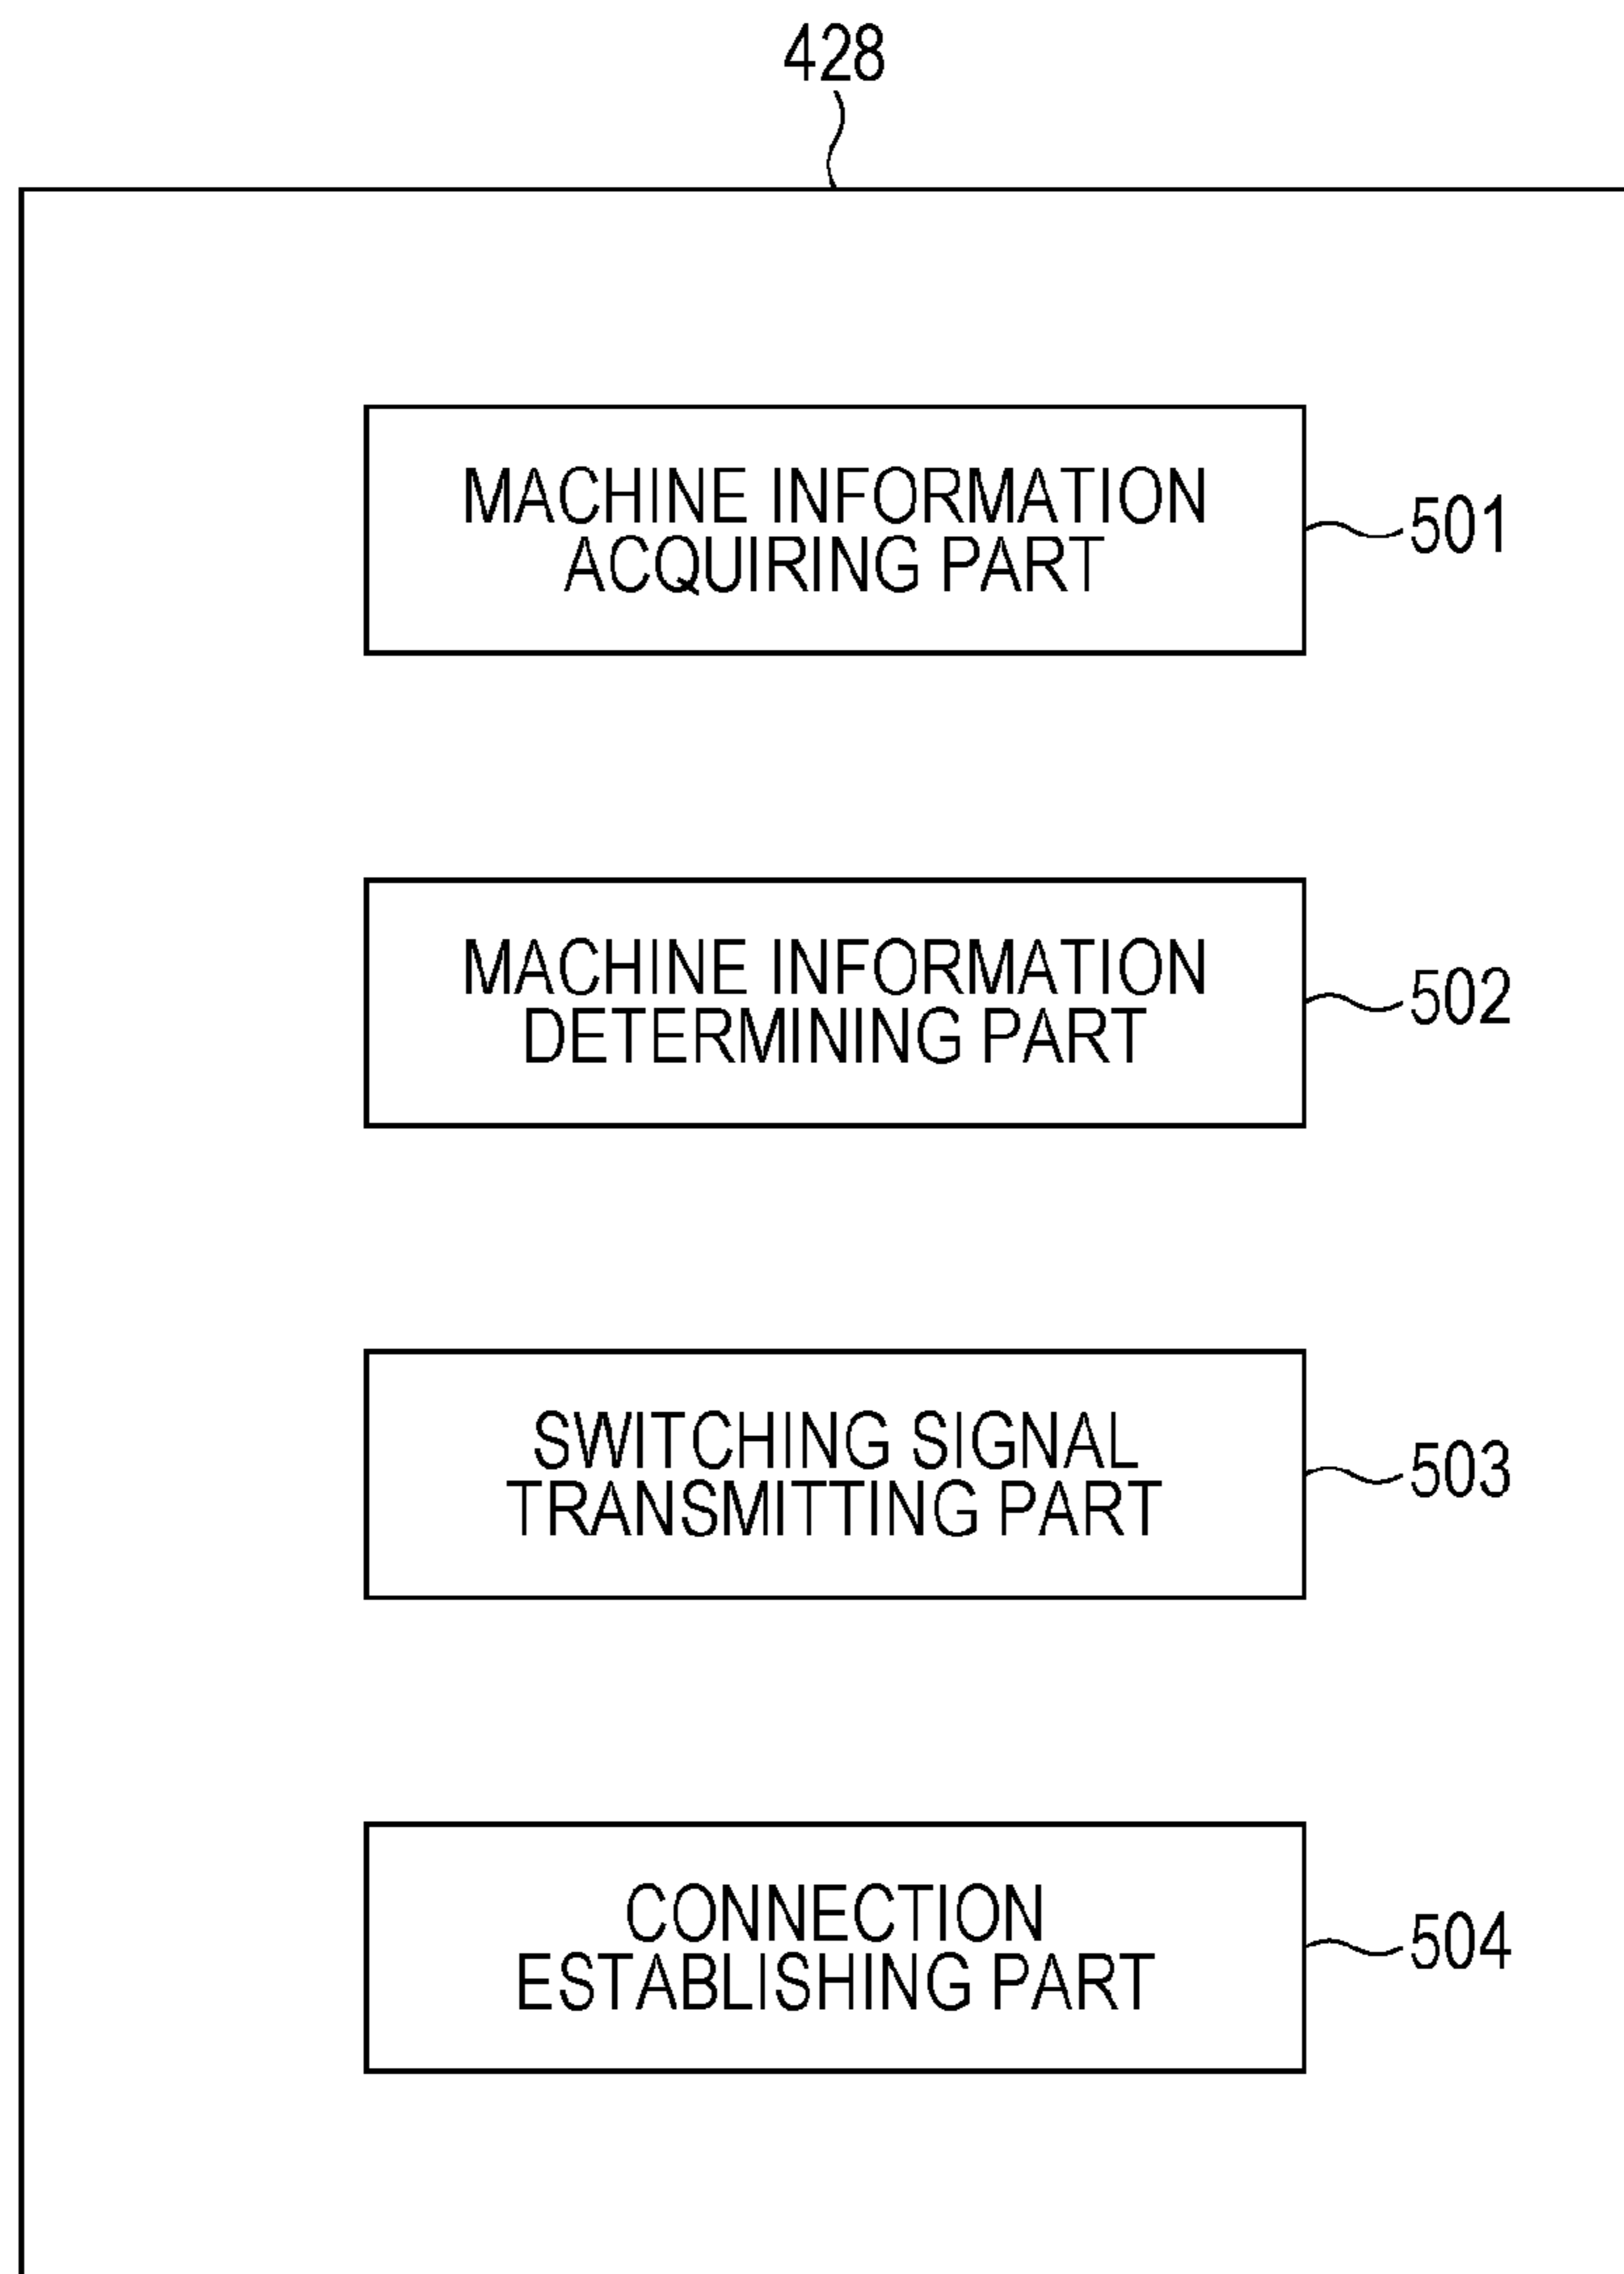 428
MACHINE INFORMATION
ACQUIRING PART
501
MACHINE INFORMATION
DETERMINING PART
502
SWITCHING SIGNAL
TRANSMITTING PART
503
CONNECTION
ESTABLISHING PART
504